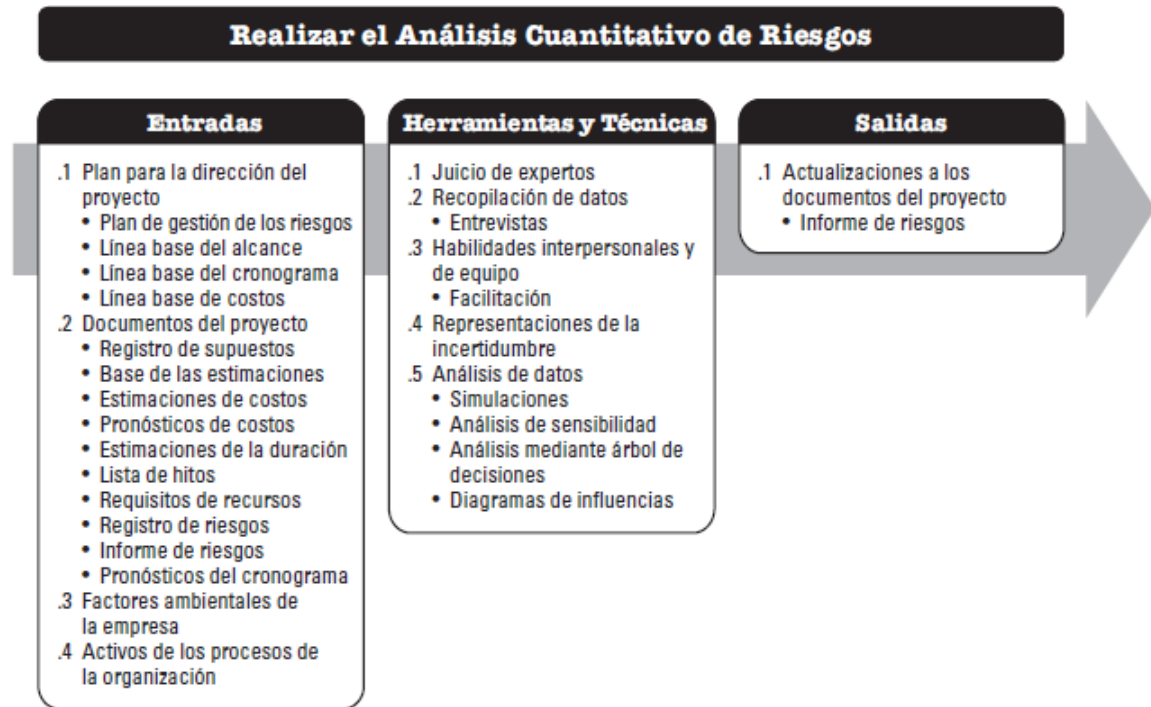 Realizar el Análisis Cuantitativo de Riesgos
Entradas
.1 Plan para la dirección del
proyecto
• Plan de gestión de los riesgos
• Línea base del alcance
• Línea base del cronograma
• Línea base de costos
.2 Documentos del proyecto
• Registro de supuestos
• Base de las estimaciones
• Estimaciones de costos
• Pronósticos de costos
• Estimaciones de la duración
• Lista de hitos
• Requisitos de recursos
• Registro de riesgos
• Informe de riesgos
• Pronósticos del cronograma
.3 Factores ambientales de
la empresa
.4 Activos de los procesos de
la organización
Herramientas y Técnicas
.1 Juicio de expertos
.2 Recopilación de datos
• Entrevistas
.3 Habilidades interpersonales y
de equipo
• Facilitación
.4 Representaciones de la
incertidumbre
.5 Análisis de datos
• Simulaciones
• Análisis de sensibilidad
• Análisis mediante árbol de
decisiones
• Diagramas de influencias
Salidas
.1 Actualizaciones a los
documentos del proyecto
• Informe de riesgos